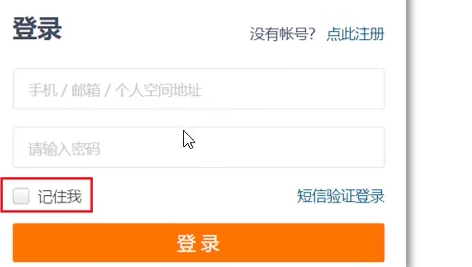 登录
没有帐号? 点此注册
手机 / 邮箱 / 个人空间地址
请输入密码
记住我 短信验证登录
登录